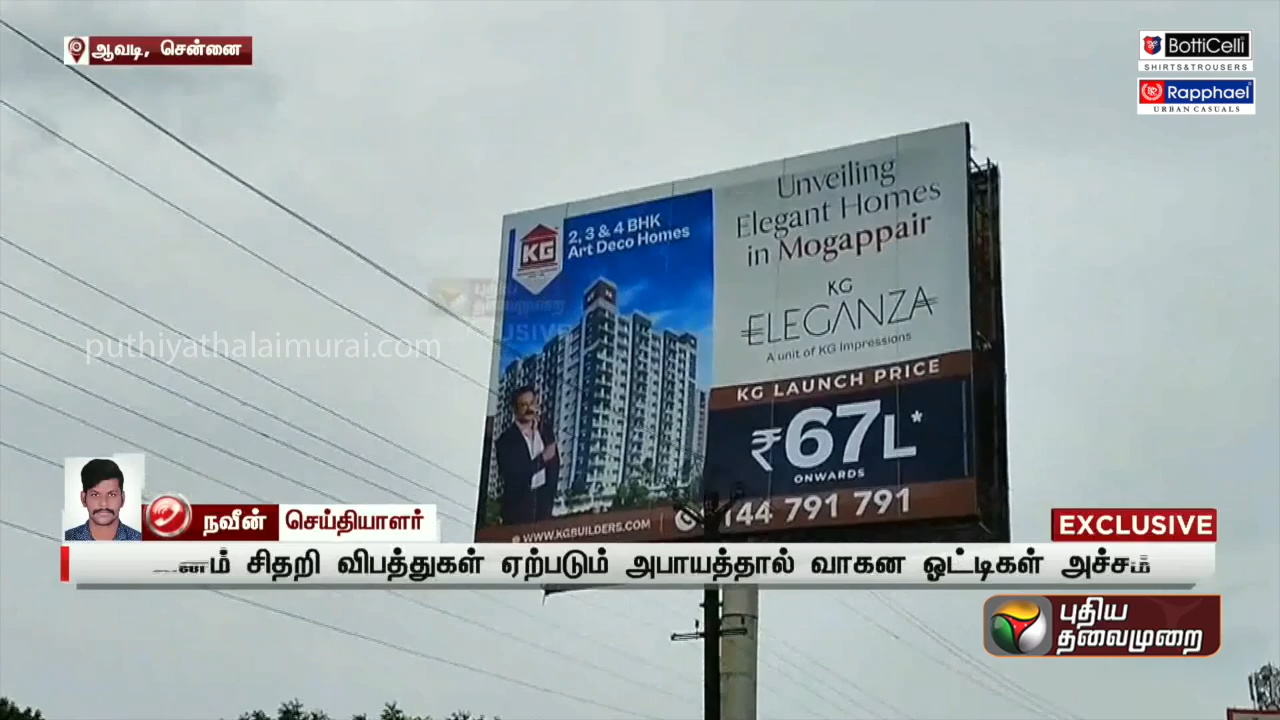 ஆவடி, சென்னை
BottiCelli
SHIRTS&TROUSERS
Rapphael
URBAN CASUALS
puthiyathalaimurai.com
KG
2, 3 & 4 BHK
Art Deco Homes
Unveiling
Elegant Homes
in Mogappair
KG
ELEGANZA
A unit of KG Impressions
KG LAUNCH PRICE
₹67L*
ONWARDS
WWW.KGBUILDERS.COM
144 791 791
நவீன்
செய்தியாளர்
EXCLUSIVE
சிதறி விபத்துகள் ஏற்படும் அபாயத்தால் வாகன ஓட்டிகள் அச்சம்
புதிய
தலைமுறை